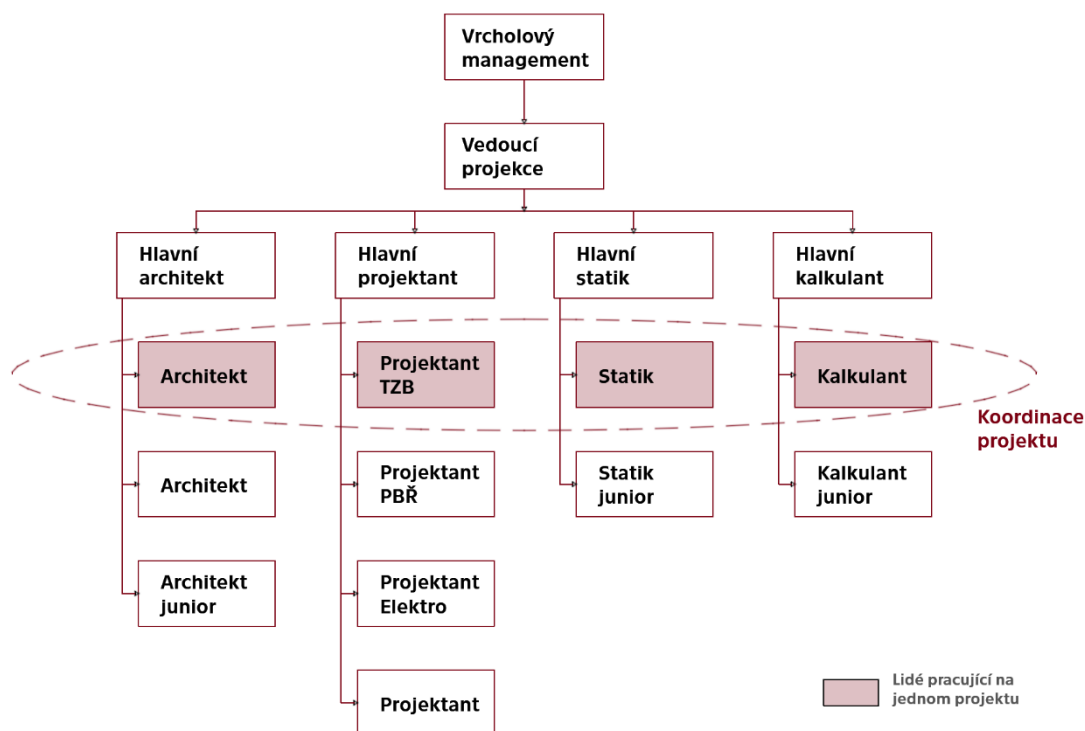 Vrcholový
management
Vedoucí
projekce
Hlavní
architekt
Hlavní
projektant
Hlavní
statik
Hlavní
kalkulant
Architekt
Projektant
TZB
Statik
Kalkulant
Koordinace
projektu
Architekt
Projektant
PBŘ
Statik
junior
Kalkulant
junior
Architekt
junior
Projektant
Elektro
Projektant
Lidé pracující na
jednom projektu